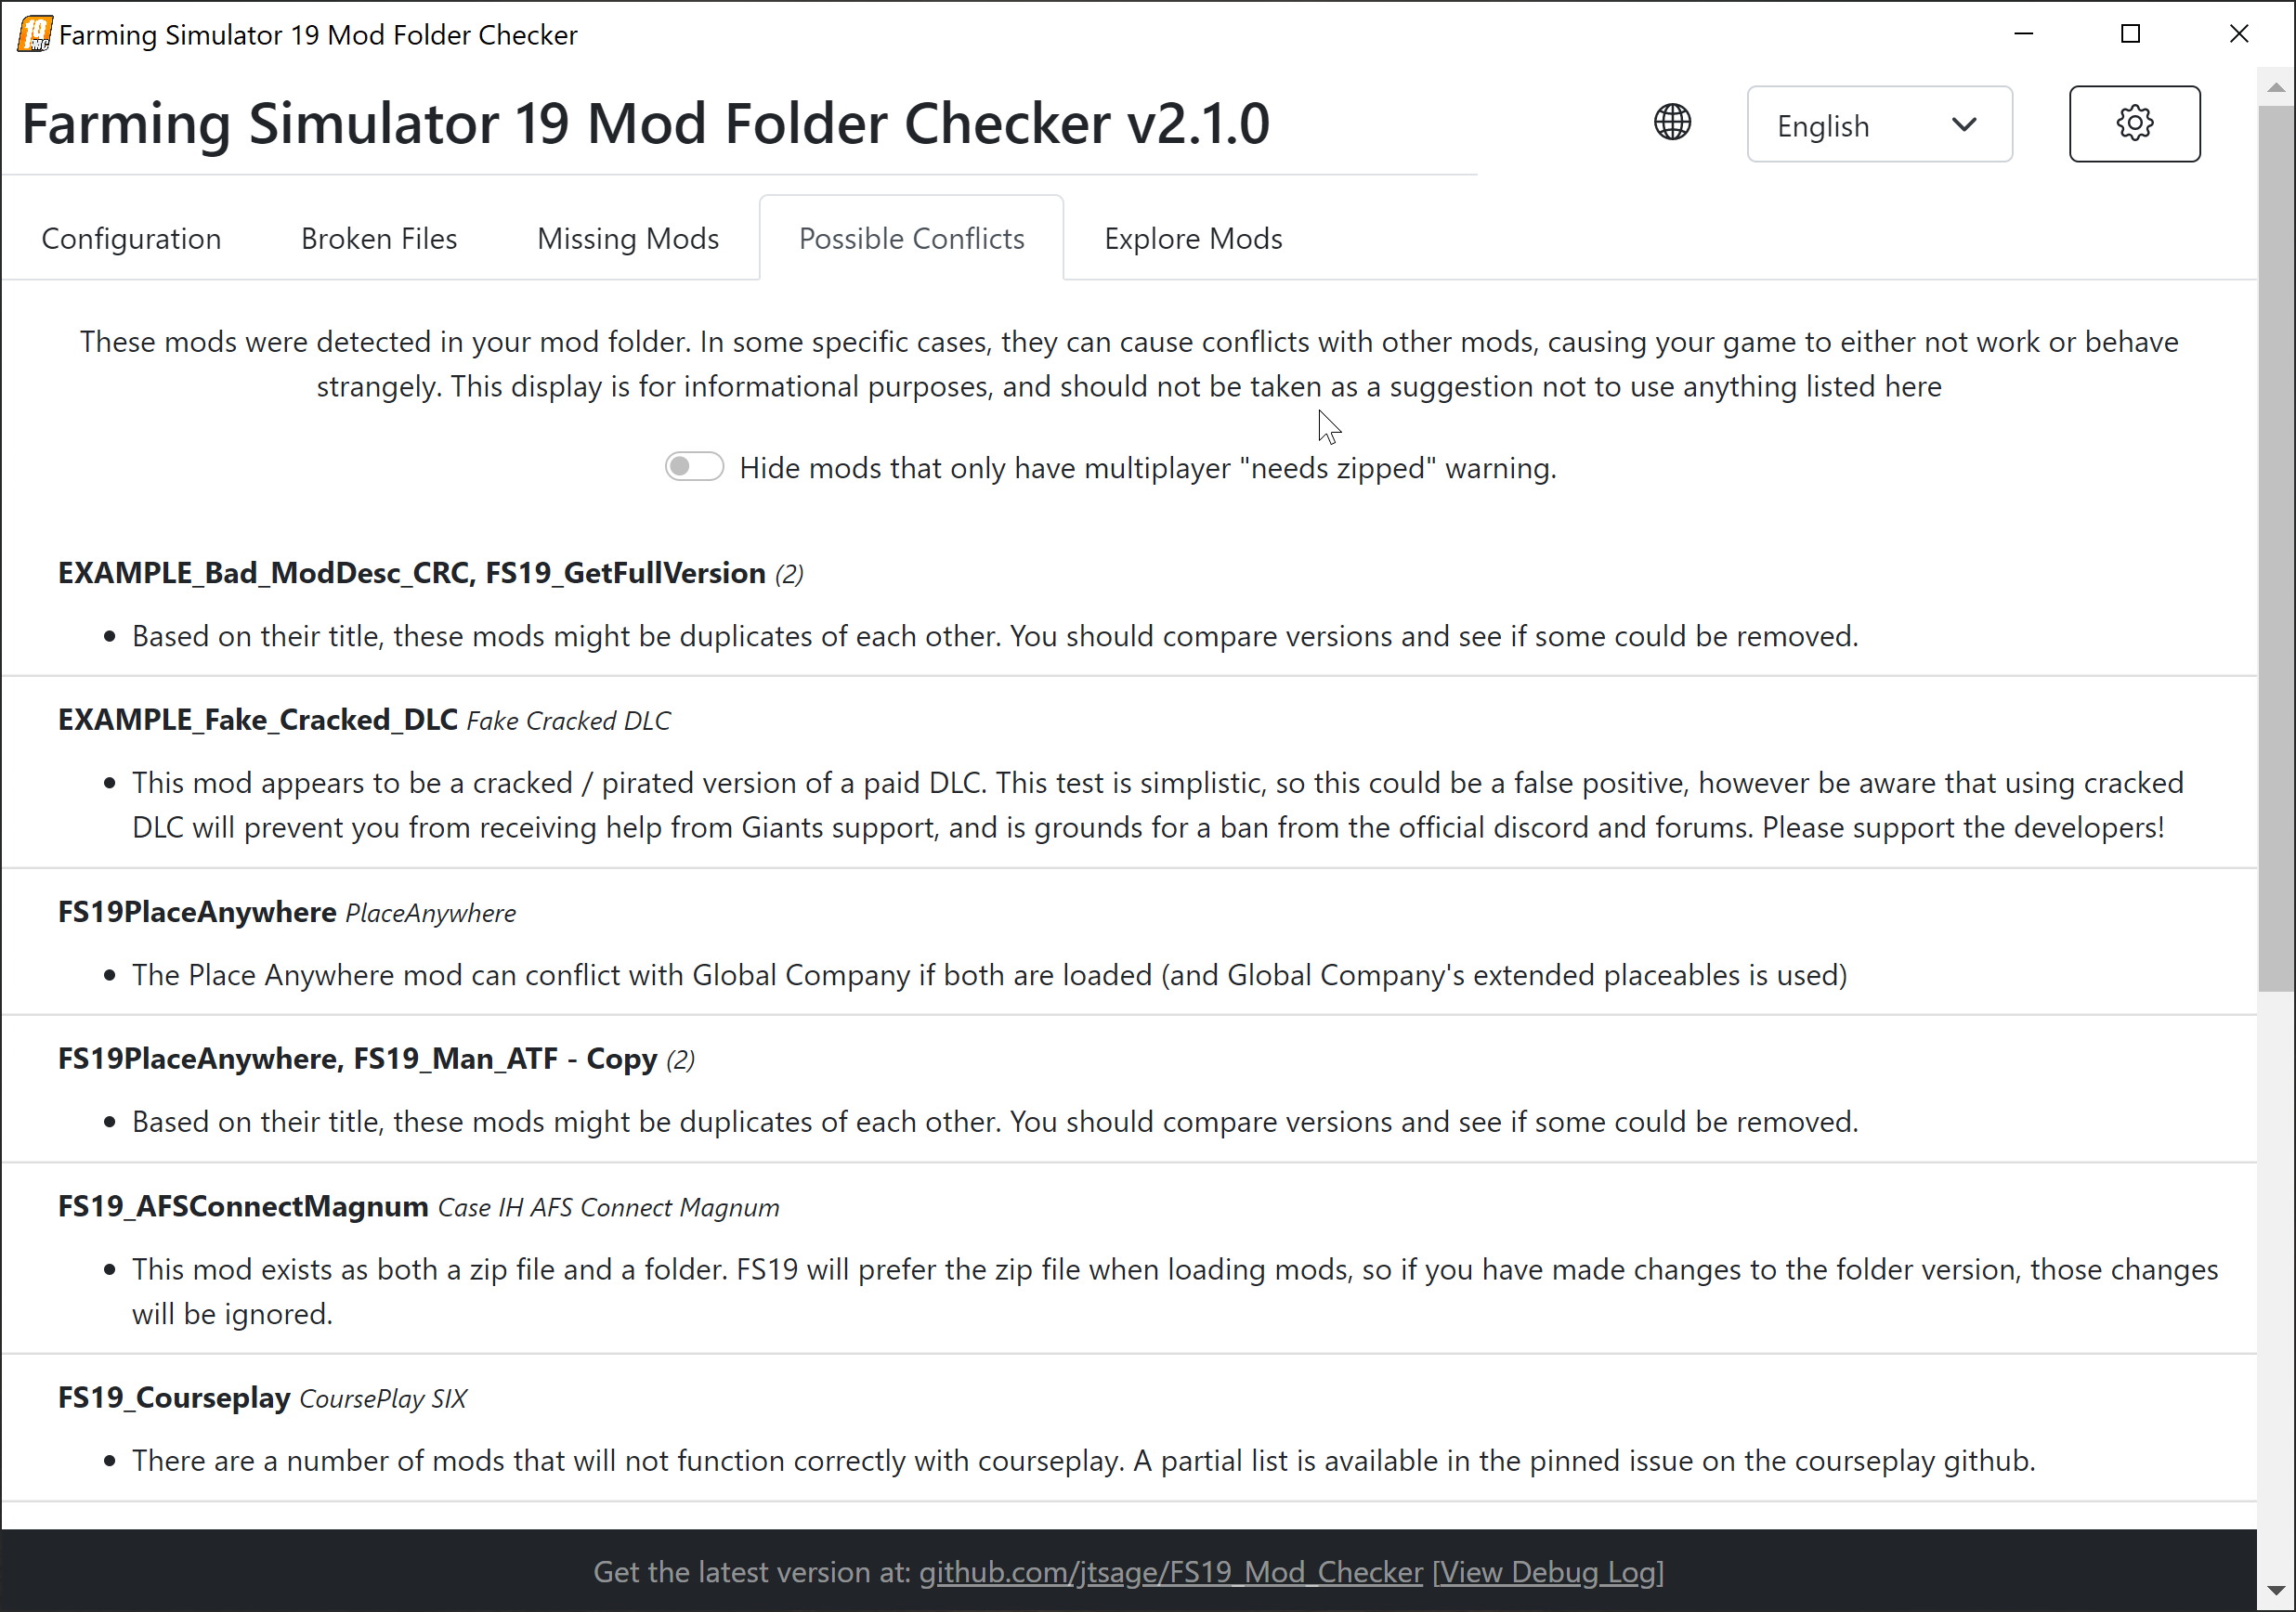 Farming Simulator 19 Mod Folder Checker
Farming Simulator 19 Mod Folder Checker v2.1.0
English
Configuration
Broken Files
Missing Mods
Possible Conflicts
Explore Mods
These mods were detected in your mod folder. In some specific cases, they can cause conflicts with other mods, causing your game to either not work or behave
strangely. This display is for informational purposes, and should not be taken as a suggestion not to use anything listed here
Hide mods that only have multiplayer "needs zipped" warning.
EXAMPLE_Bad_ModDesc_CRC, FS19_GetFullVersion (2)
• Based on their title, these mods might be duplicates of each other. You should compare versions and see if some could be removed.
EXAMPLE_Fake_Cracked_DLC Fake Cracked DLC
• This mod appears to be a cracked / pirated version of a paid DLC. This test is simplistic, so this could be a false positive, however be aware that using cracked
DLC will prevent you from receiving help from Giants support, and is grounds for a ban from the official discord and forums. Please support the developers!
FS19PlaceAnywhere PlaceAnywhere
• The Place Anywhere mod can conflict with Global Company if both are loaded (and Global Company's extended placeables is used)
FS19PlaceAnywhere, FS19_Man_ATF - Copy (2)
• Based on their title, these mods might be duplicates of each other. You should compare versions and see if some could be removed.
FS19_AFSConnectMagnum Case IH AFS Connect Magnum
• This mod exists as both a zip file and a folder. FS19 will prefer the zip file when loading mods, so if you have made changes to the folder version, those changes
will be ignored.
FS19_Courseplay CoursePlay SIX
• There are a number of mods that will not function correctly with courseplay. A partial list is available in the pinned issue on the courseplay github.
Get the latest version at: github.com/jtsage/FS19_Mod_Checker [View Debug Log]